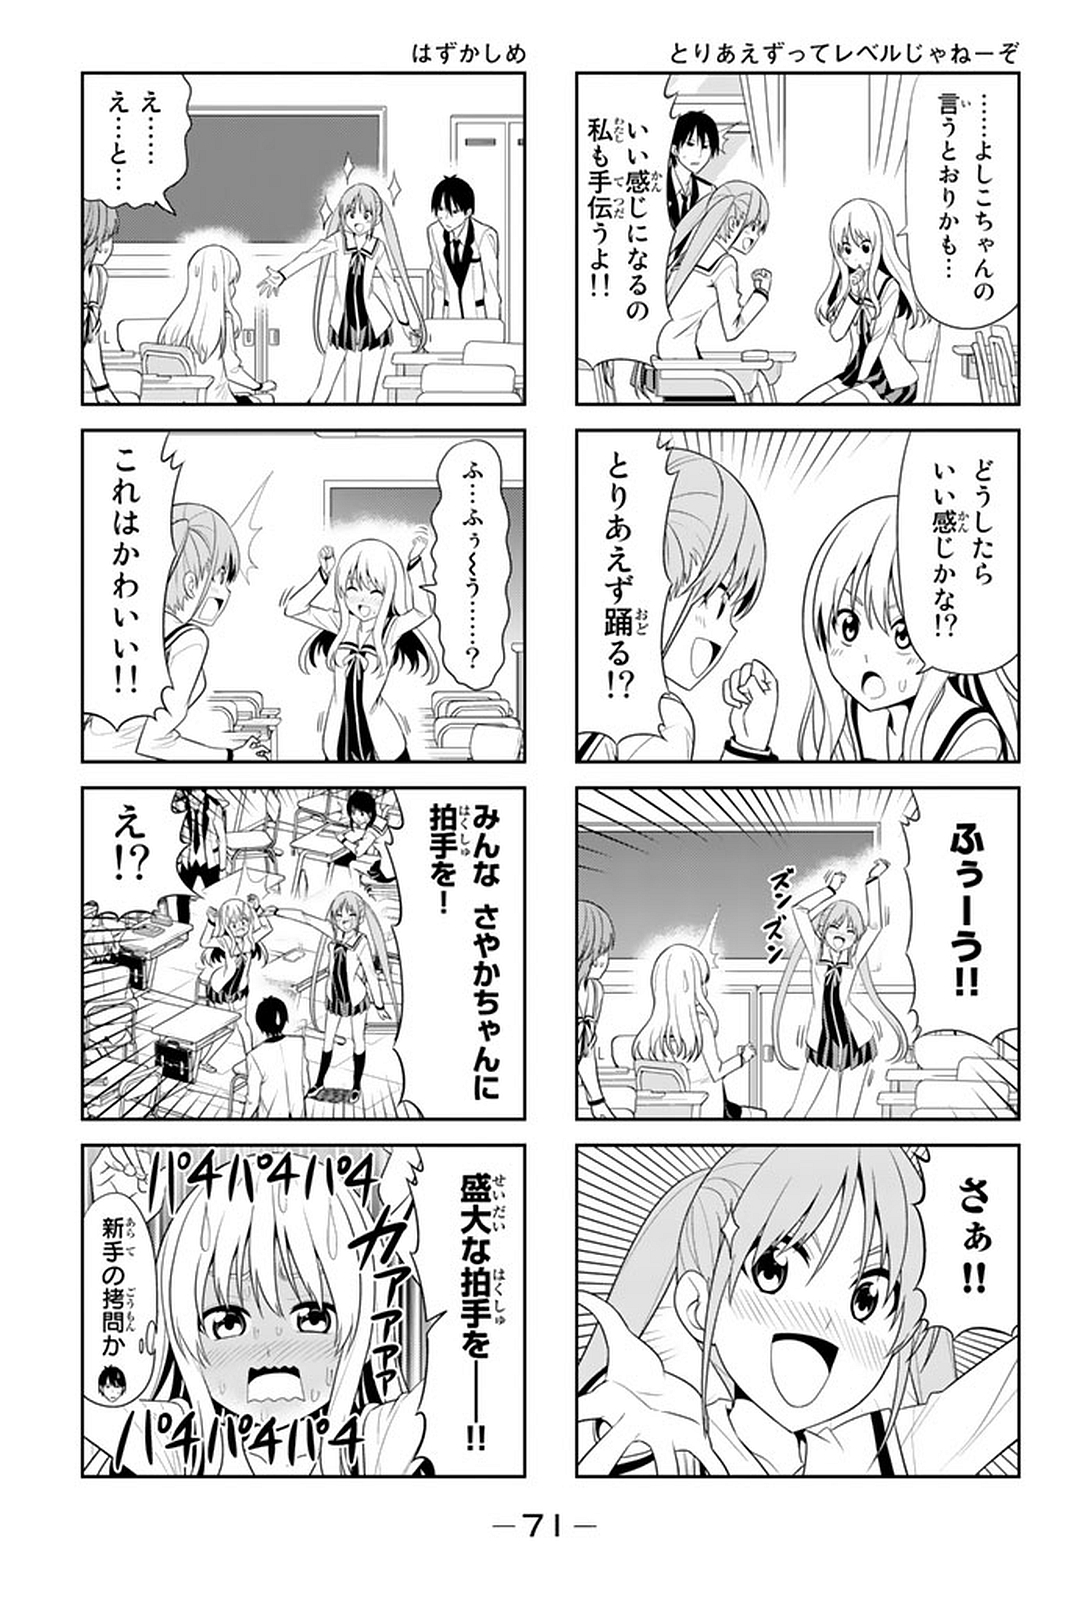 とりあえずってレベルじゃねーぞ
……よしこちゃんの
言うとおりかも…
いい感じになるの
私も手伝うよ!!
どうしたら
いい感じかな!?
とりあえず踊る!?
ふぅーう!!
ズンズン
さぁ!!
はずかしめ
え……
え…と…
ふ…ふぅ〜う……?
これはかわいい!!
みんな さやかちゃんに
拍手を!
え!?
盛大な拍手を――!!
カァァァァァ
パチパチパチ
新手の拷問か
パチパチパチ
―71―